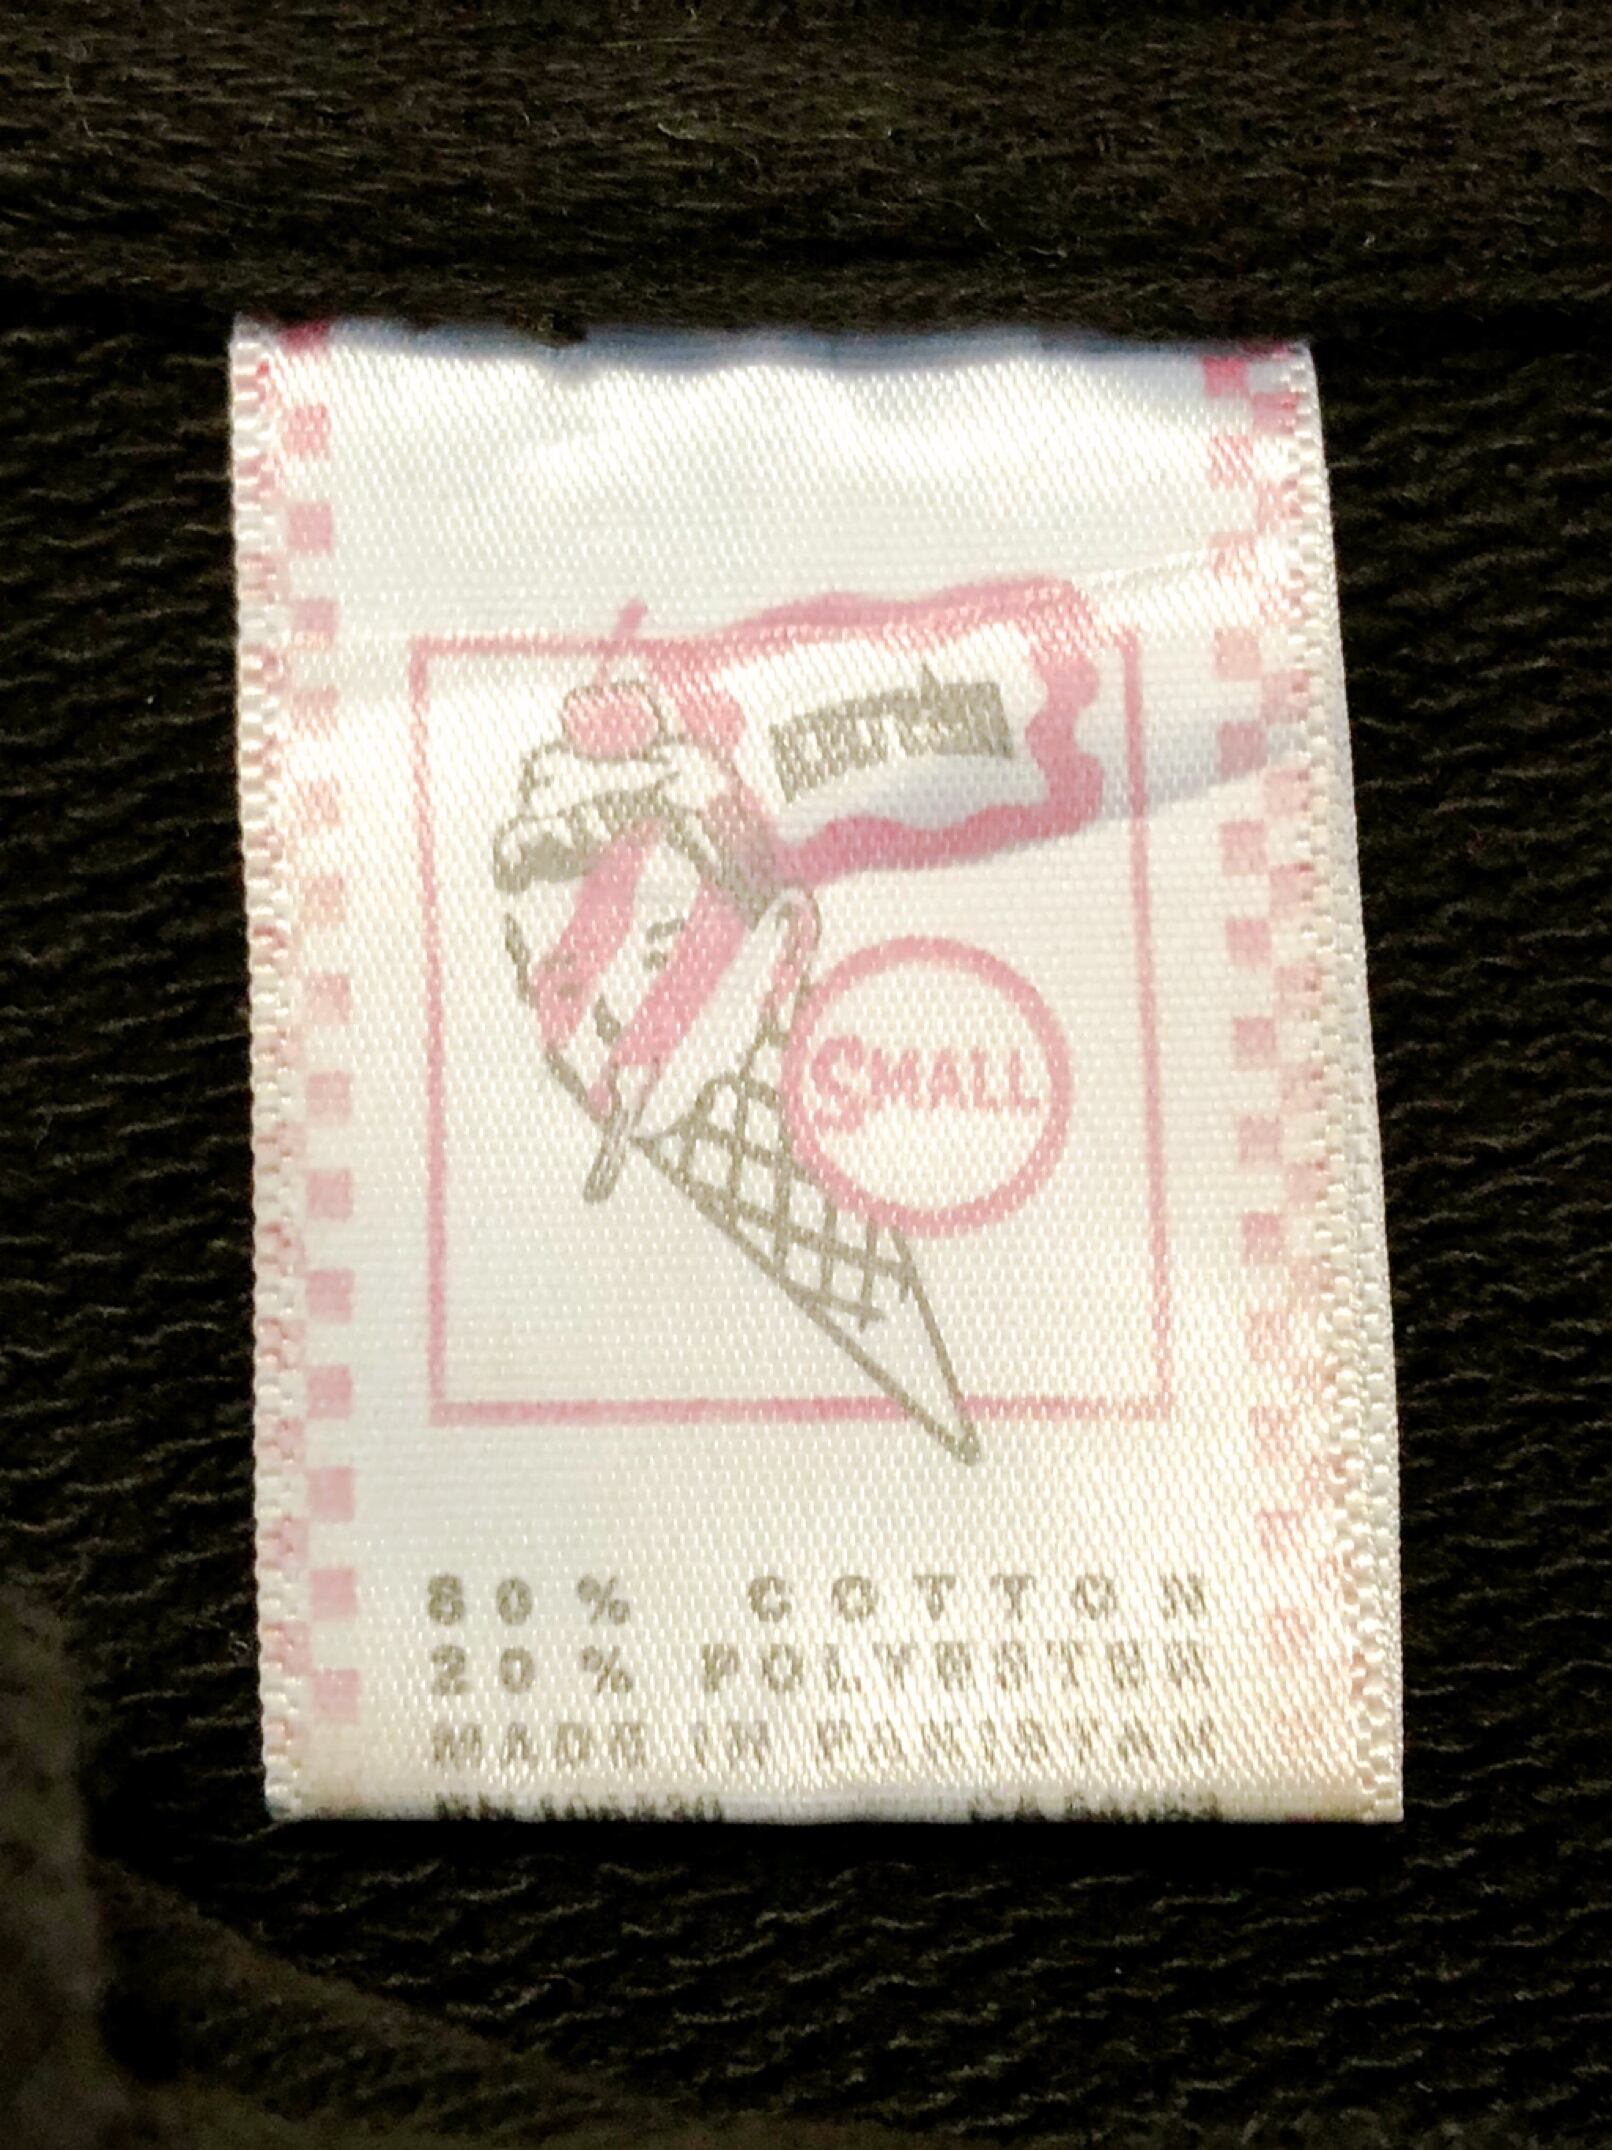 SMALL
80% COTTON
20% POLYESTER
MADE IN PAKISTAN